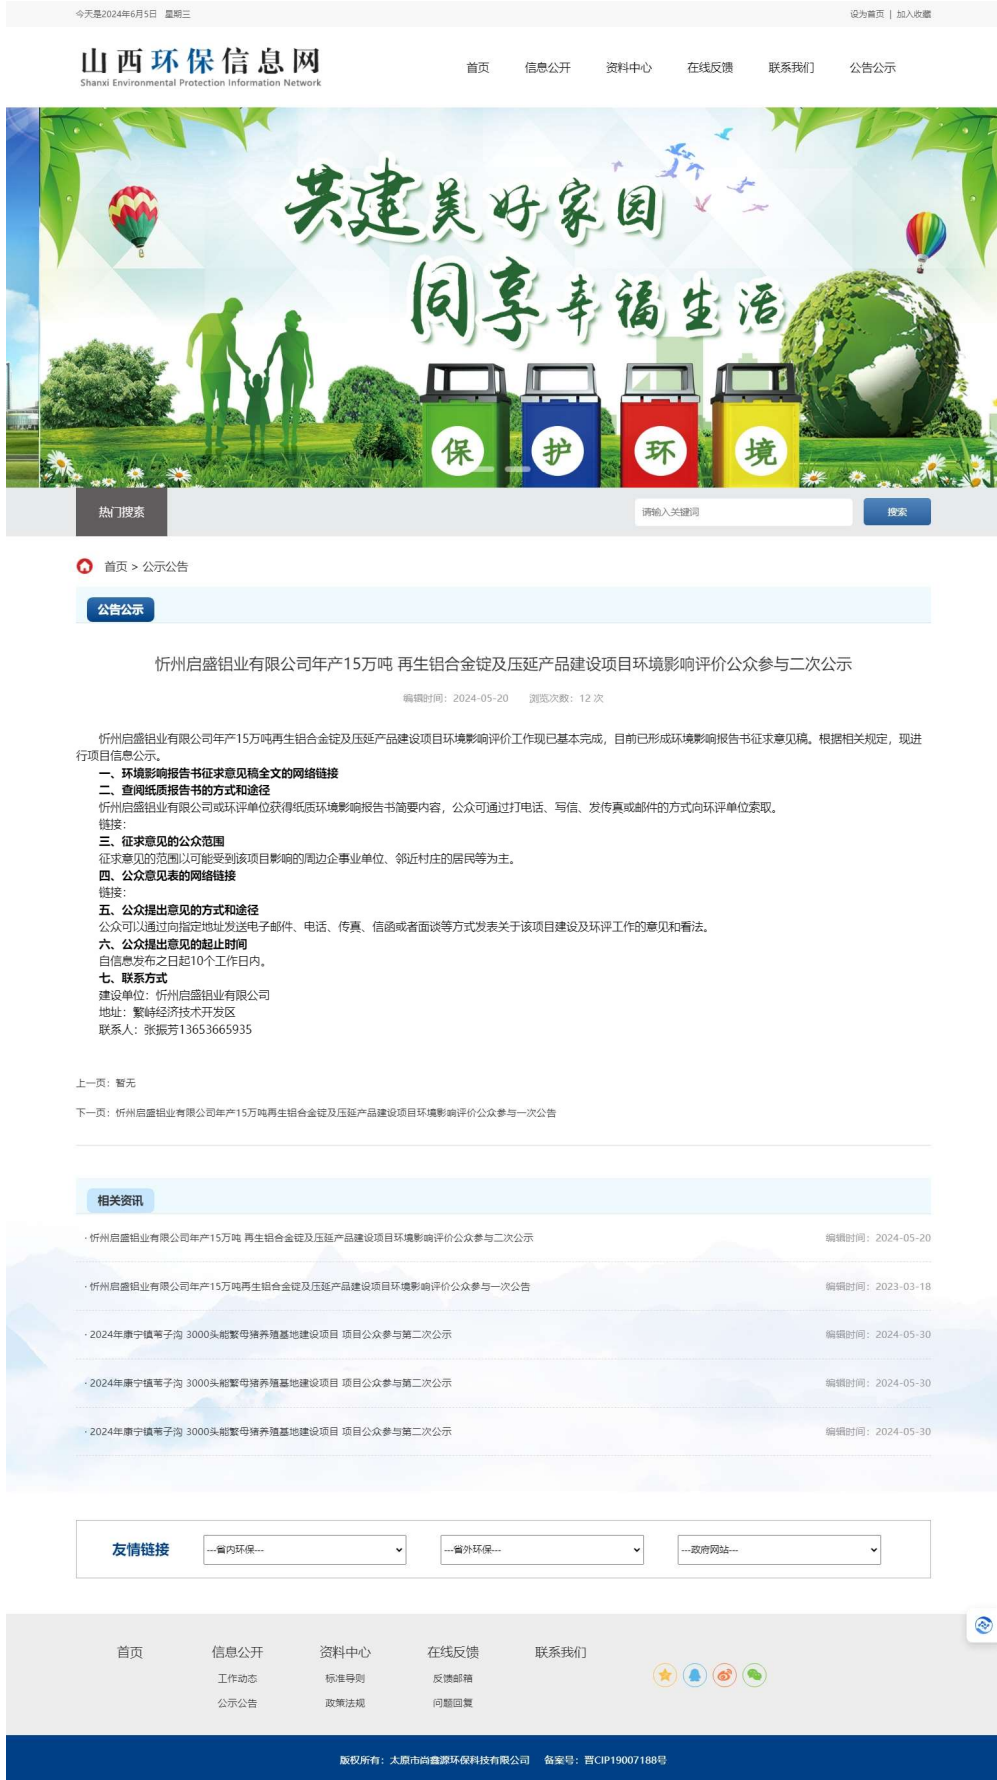 今天是2024年6月5日 星期三
设为首页 | 加入收藏
山西环保信息网
Shanxi Environmental Protection Information Network
首页 信息公开 资料中心 在线反馈 联系我们 公告公示
共建美好家园
同享幸福生活
保 护 环 境
热门搜素
请输入关键词
搜索
首页 > 公示公告
公告公示
忻州启盛铝业有限公司年产15万吨 再生铝合金锭及压延产品建设项目环境影响评价公众参与二次公示
编辑时间：2024-05-20 浏览次数：12 次
忻州启盛铝业有限公司年产15万吨再生铝合金锭及压延产品建设项目环境影响评价工作现已基本完成，目前已形成环境影响报告书征求意见稿。根据相关规定，现进
行项目信息公示。
一、环境影响报告书征求意见稿全文的网络链接
二、查阅纸质报告书的方式和途径
忻州启盛铝业有限公司或环评单位获得纸质环境影响报告书简要内容，公众可通过打电话、写信、发传真或邮件的方式向环评单位索取。
链接：
三、征求意见的公众范围
征求意见的范围以可能受到该项目影响的周边企事业单位、邻近村庄的居民等为主。
四、公众意见表的网络链接
链接：
五、公众提出意见的方式和途径
公众可以通过向指定地址发送电子邮件、电话、传真、信函或者面谈等方式发表关于该项目建设及环评工作的意见和看法。
六、公众提出意见的起止时间
自信息发布之日起10个工作日内。
七、联系方式
建设单位：忻州启盛铝业有限公司
地址：繁峙经济技术开发区
联系人：张振芳13653665935
上一页：暂无
下一页：忻州启盛铝业有限公司年产15万吨再生铝合金锭及压延产品建设项目环境影响评价公众参与一次公告
相关资讯
· 忻州启盛铝业有限公司年产15万吨 再生铝合金锭及压延产品建设项目环境影响评价公众参与二次公示 编辑时间：2024-05-20
· 忻州启盛铝业有限公司年产15万吨再生铝合金锭及压延产品建设项目环境影响评价公众参与一次公告 编辑时间：2023-03-18
· 2024年康宁镇苇子沟 3000头能繁母猪养殖基地建设项目 项目公众参与第二次公示 编辑时间：2024-05-30
· 2024年康宁镇苇子沟 3000头能繁母猪养殖基地建设项目 项目公众参与第二次公示 编辑时间：2024-05-30
· 2024年康宁镇苇子沟 3000头能繁母猪养殖基地建设项目 项目公众参与第二次公示 编辑时间：2024-05-30
友情链接 ---省内环保--- ---省外环保--- ---政府网站---
首页 信息公开 资料中心 在线反馈 联系我们
工作动态 标准导则 反馈邮箱
公示公告 政策法规 问题回复
版权所有：太原市尚鑫源环保科技有限公司 备案号：晋CIP19007188号